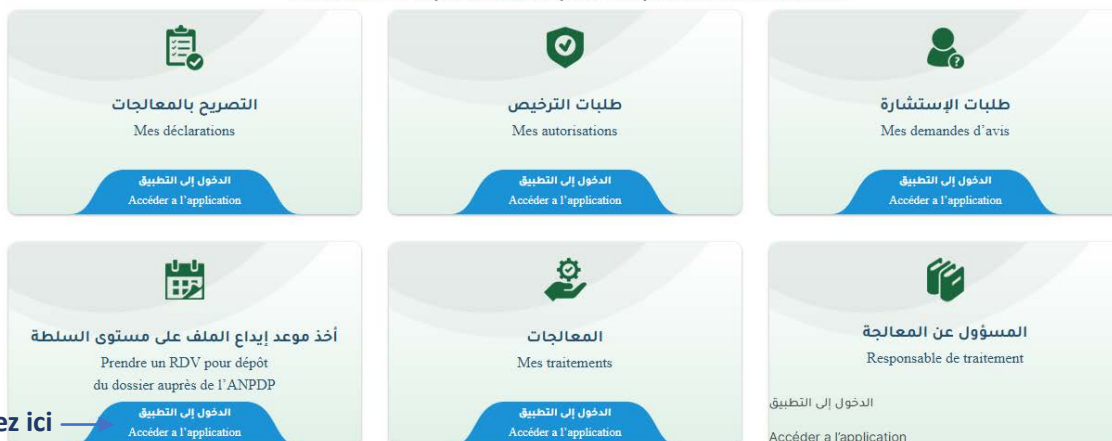 التصريح بالمعالجات
Mes déclarations
الدخول إلى التطبيق
Accéder a l'application
طلبات الترخيص
Mes autorisations
الدخول إلى التطبيق
Accéder a l'application
طلبات الإستشارة
Mes demandes d'avis
الدخول إلى التطبيق
Accéder a l'application
أخذ موعد إيداع الملف على مستوى السلطة
Prendre un RDV pour dépôt
du dossier auprès de l'ANPDP
الدخول إلى التطبيق
Accéder a l'application
ez ici
المعالجات
Mes traitements
الدخول إلى التطبيق
Accéder a l'application
المسؤول عن المعالجة
Responsable de traitement
الدخول إلى التطبيق
Accéder a l'application